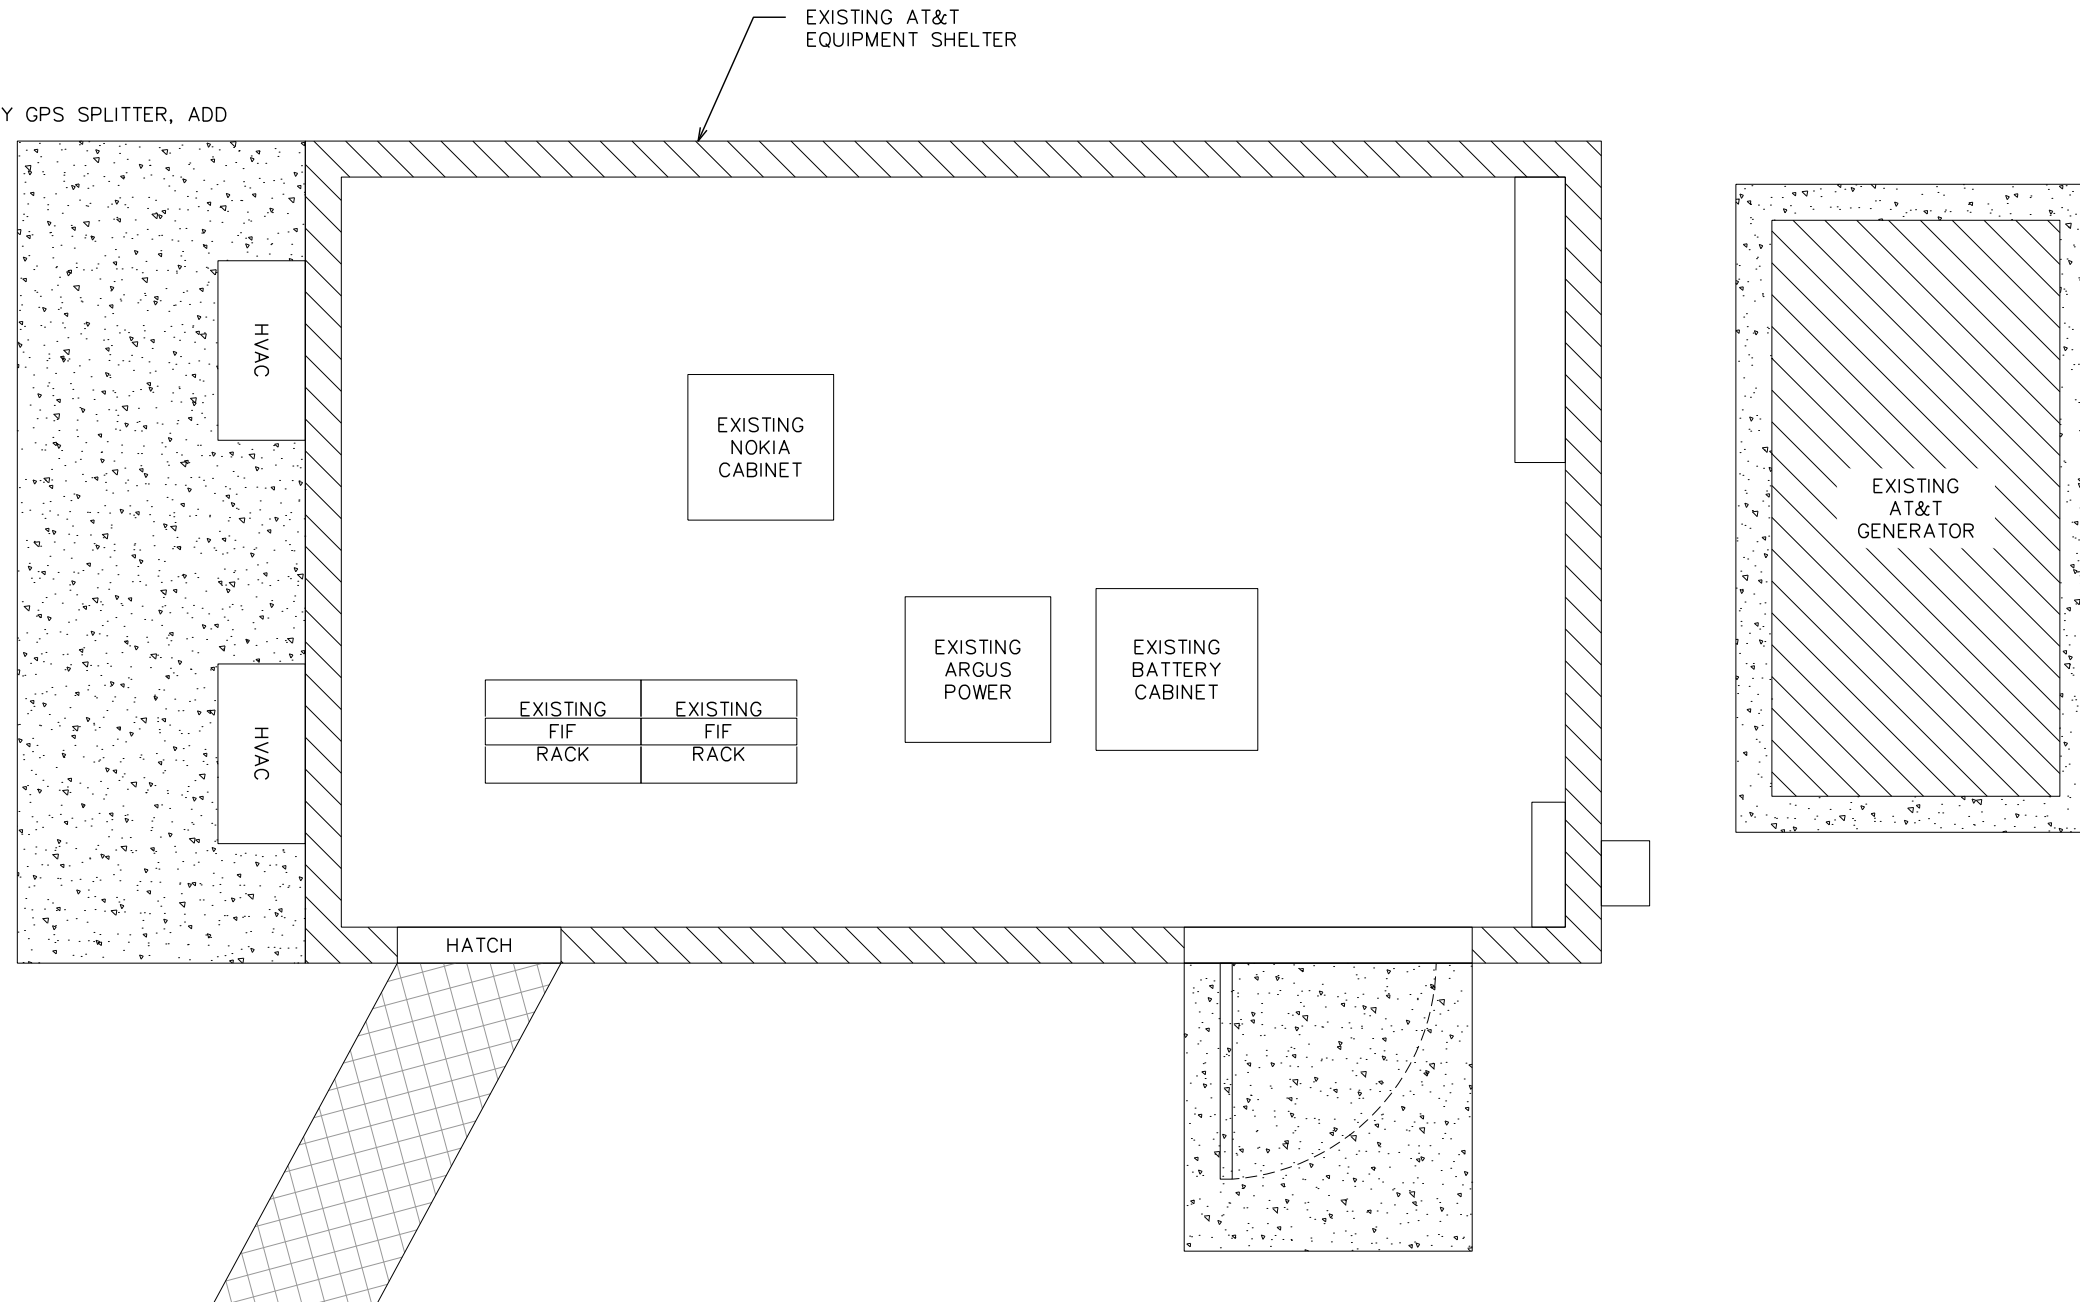 EXISTING AT&T
EQUIPMENT SHELTER
Y GPS SPLITTER, ADD
HVAC
EXISTING
NOKIA
CABINET
EXISTING
AT&T
GENERATOR
EXISTING
ARGUS
POWER
EXISTING
BATTERY
CABINET
EXISTING
FIF
RACK
EXISTING
FIF
RACK
HVAC
HATCH